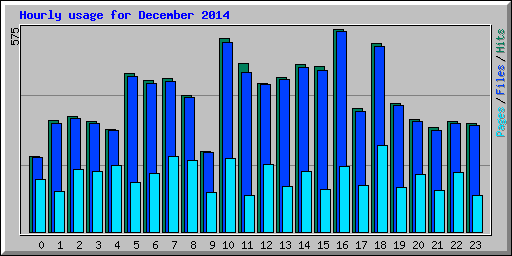 Hourly usage for December 2014
575
Pages / Files / Hits
0 1 2 3 4 5 6 7 8 9 10 11 12 13 14 15 16 17 18 19 20 21 22 23